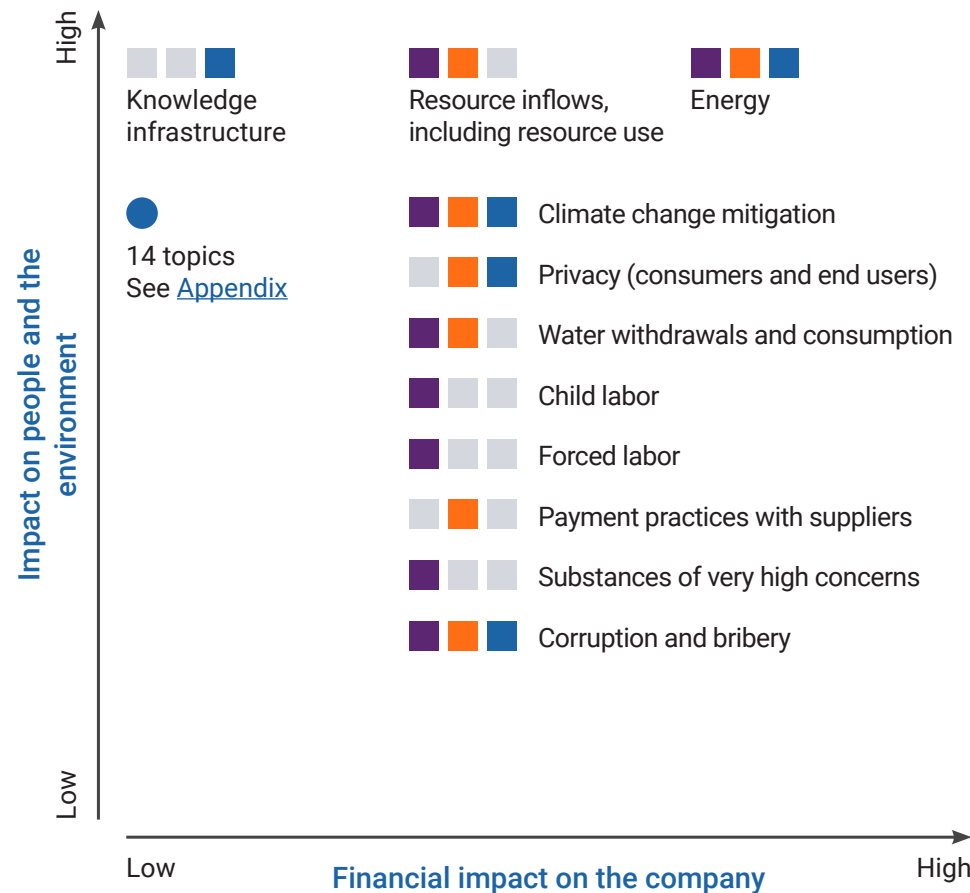 High
Knowledge
infrastructure
Resource inflows,
including resource use
Energy
14 topics
See Appendix
Climate change mitigation
Privacy (consumers and end users)
Water withdrawals and consumption
Child labor
Forced labor
Payment practices with suppliers
Substances of very high concerns
Corruption and bribery
Impact on people and the
environment
Low
Low
Financial impact on the company
High